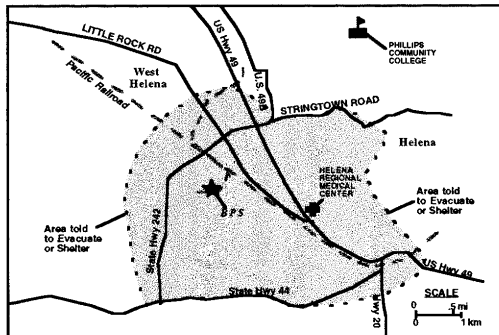 LITTLE ROCK RD
US Hwy 49
PHILLIPS
COMMUNITY
COLLEGE
Pacific Railroad
West
Helena
U.S. 49B
STRINGTOWN ROAD
Helena
HELENA
REGIONAL
MEDICAL
CENTER
BPS
Area told
to Evacuate
or Shelter
Area told
to Evacuate
or Shelter
State Hwy 242
State Hwy 44
US Hwy 49
Hwy 20
SCALE
0 .5 mi
0 1 km